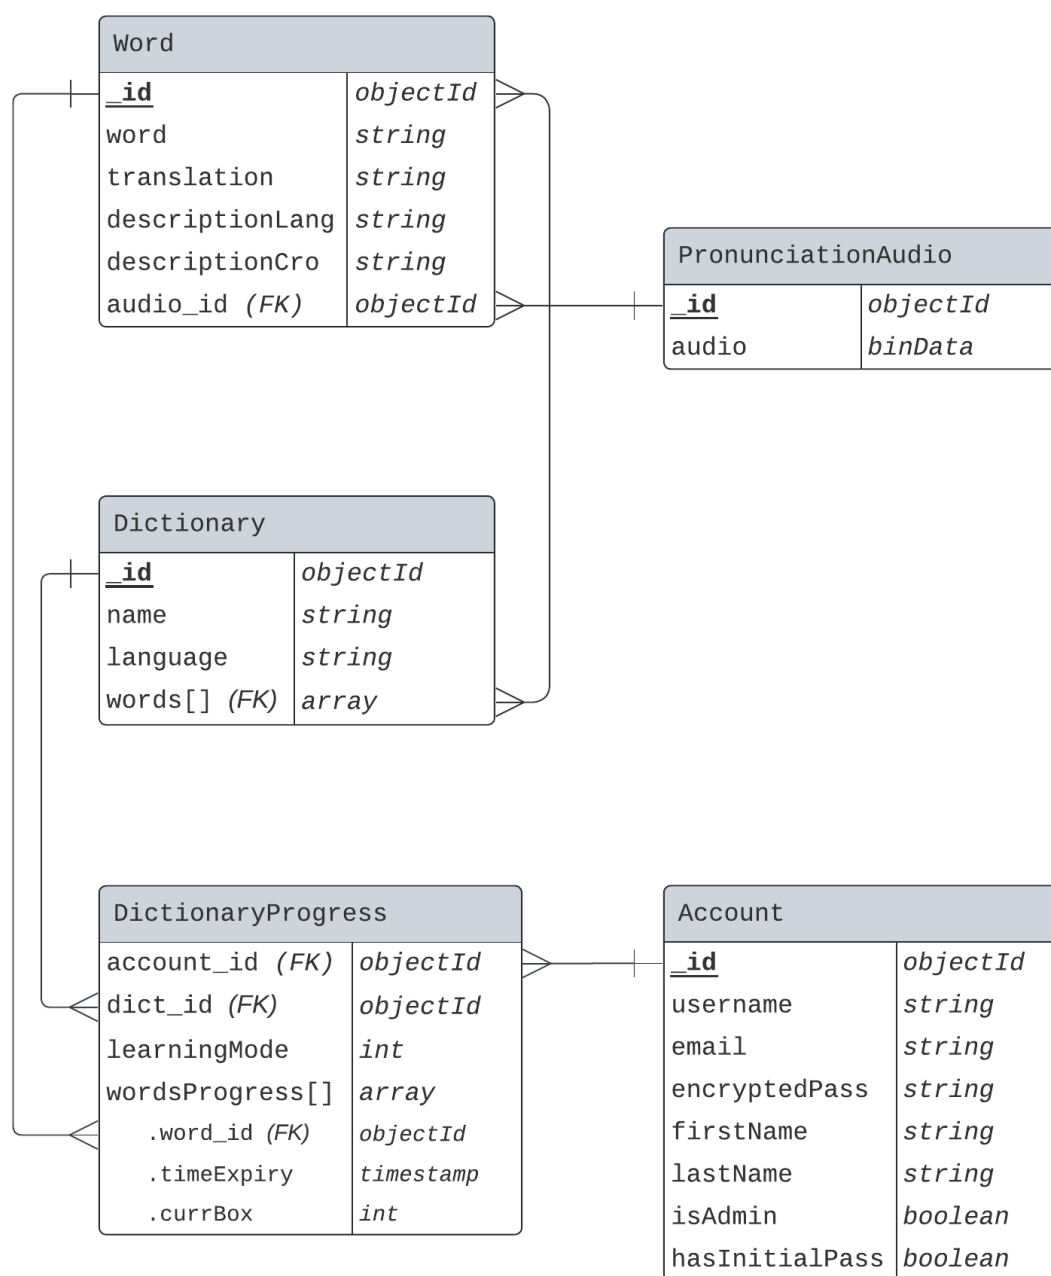 Word
_id objectId
word string
translation string
descriptionLang string
descriptionCro string
audio_id (FK) objectId
PronunciationAudio
_id objectId
audio binData
Dictionary
_id objectId
name string
language string
words[] (FK) array
DictionaryProgress
account_id (FK) objectId
dict_id (FK) objectId
learningMode int
wordsProgress[] array
.word_id (FK) objectId
.timeExpiry timestamp
.currBox int
Account
_id objectId
username string
email string
encryptedPass string
firstName string
lastName string
isAdmin boolean
hasInitialPass boolean